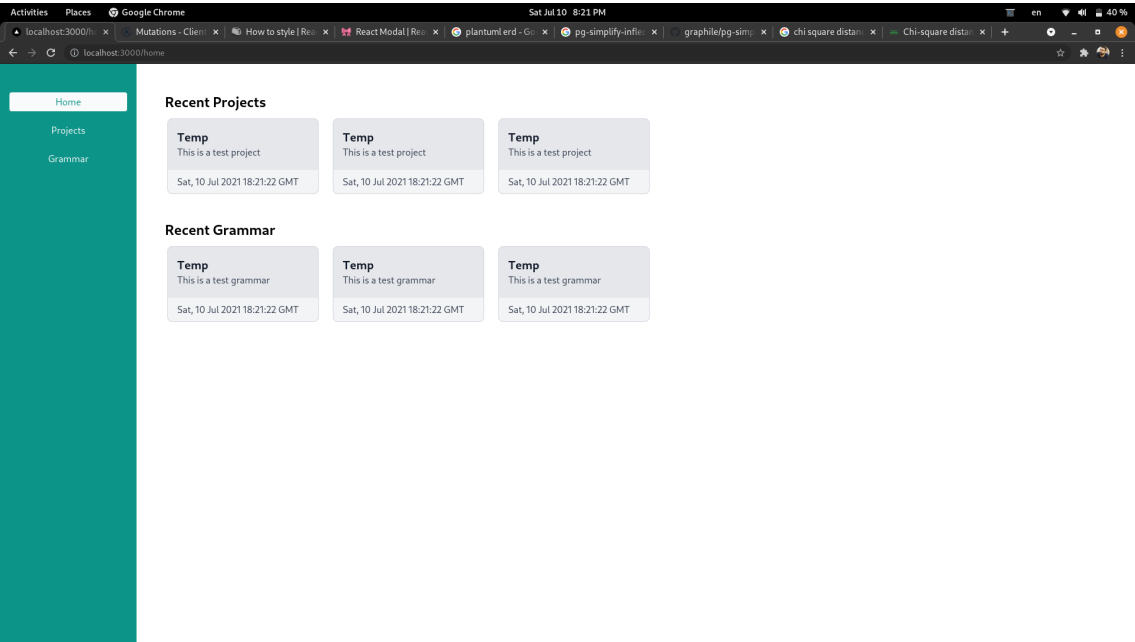 Activities Places Google Chrome Sat Jul 10 8:21 PM en 40 %
localhost:3000/h Mutations - Client How to style | Rea React Modal | Rea plantuml erd - Go pg-simplify-infle graphile/pg-simp chi square distan Chi-square distan
localhost:3000/home
Home
Projects
Grammar
Recent Projects
Temp Temp Temp
This is a test project This is a test project This is a test project
Sat, 10 Jul 2021 18:21:22 GMT Sat, 10 Jul 2021 18:21:22 GMT Sat, 10 Jul 2021 18:21:22 GMT
Recent Grammar
Temp Temp Temp
This is a test grammar This is a test grammar This is a test grammar
Sat, 10 Jul 2021 18:21:22 GMT Sat, 10 Jul 2021 18:21:22 GMT Sat, 10 Jul 2021 18:21:22 GMT